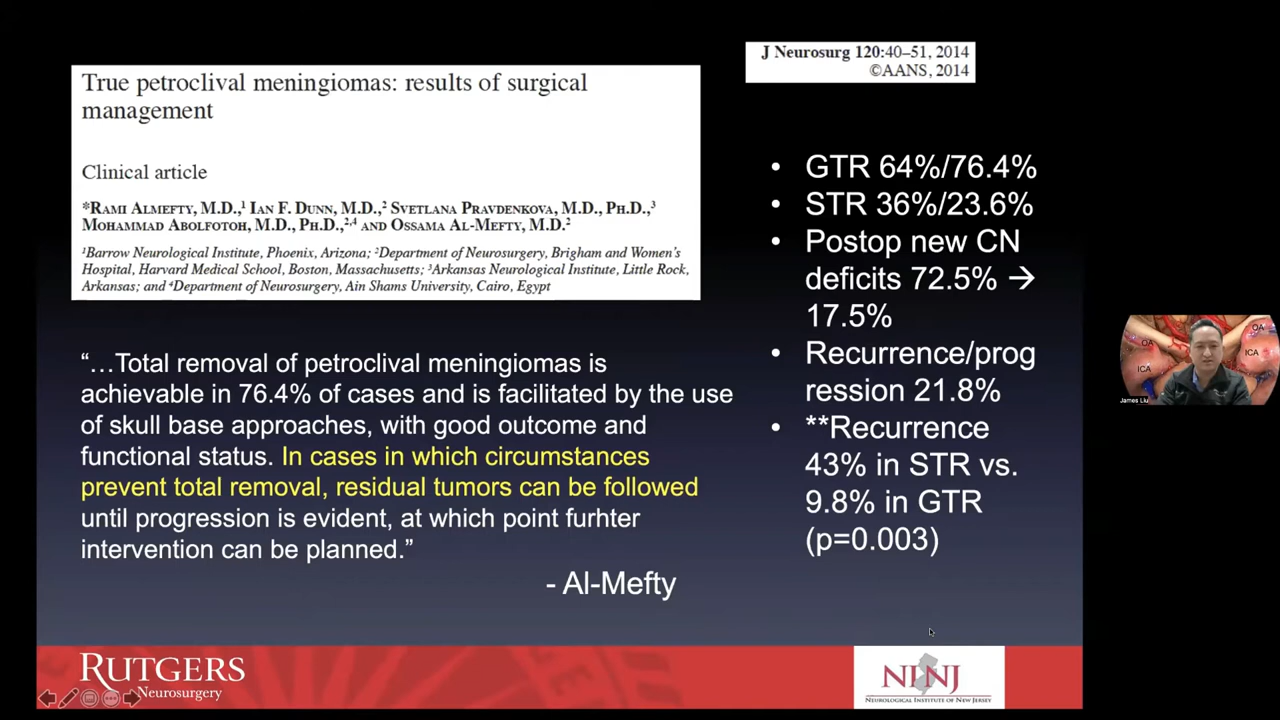 True petroclival meningiomas: results of surgical
management
Clinical article
*RAMI ALMEFTY, M.D.,¹ IAN F. DUNN, M.D.,² SVETLANA PRAVDENKOVA, M.D., PH.D.,³
MOHAMMAD ABOLFOTOH, M.D., PH.D.,²,⁴ AND OSSAMA AL-MEFTY, M.D.²
¹Barrow Neurological Institute, Phoenix, Arizona; ²Department of Neurosurgery, Brigham and Women's
Hospital, Harvard Medical School, Boston, Massachusetts; ³Arkansas Neurological Institute, Little Rock,
Arkansas; and ⁴Department of Neurosurgery, Ain Shams University, Cairo, Egypt
J Neurosurg 120:40–51, 2014
©AANS, 2014
“…Total removal of petroclival meningiomas is
achievable in 76.4% of cases and is facilitated by the use
of skull base approaches, with good outcome and
functional status. In cases in which circumstances
prevent total removal, residual tumors can be followed
until progression is evident, at which point furhter
intervention can be planned.”
- Al-Mefty
• GTR 64%/76.4%
• STR 36%/23.6%
• Postop new CN
deficits 72.5% →
17.5%
• Recurrence/prog
ression 21.8%
• **Recurrence
43% in STR vs.
9.8% in GTR
(p=0.003)
OA
ICA
OA
ICA
James Liu
RUTGERS
Neurosurgery
NINJ
NEUROLOGICAL INSTITUTE OF NEW JERSEY